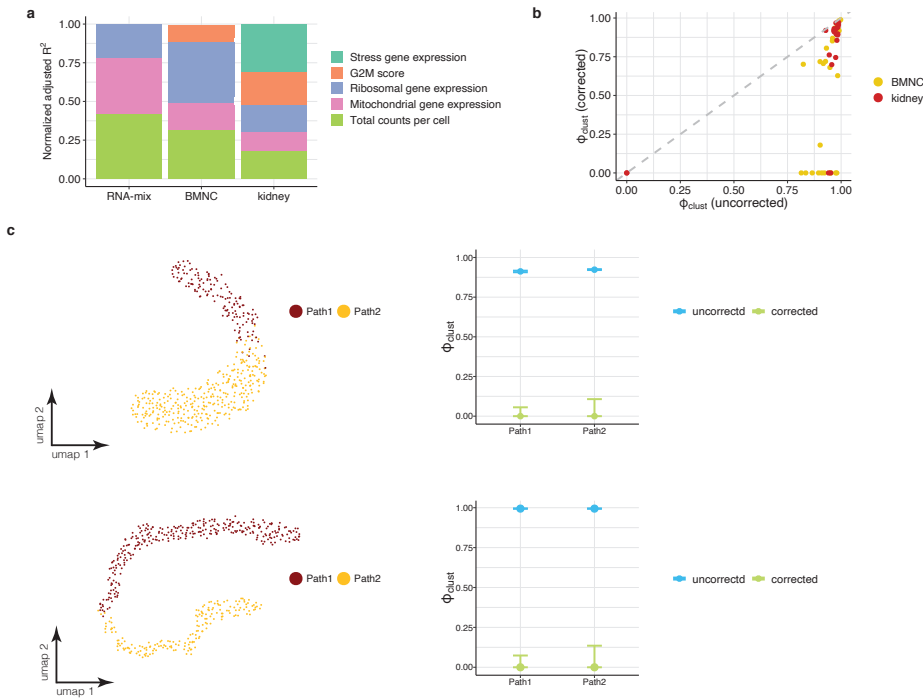 a
Normalized adjusted R²
1.00
0.75
0.50
0.25
0.00
RNA-mix
BMNC
kidney
Stress gene expression
G2M score
Ribosomal gene expression
Mitochondrial gene expression
Total counts per cell
b
ϕclust (corrected)
1.00
0.75
0.50
0.25
0.00
0.00
0.25
0.50
0.75
1.00
ϕclust (uncorrected)
BMNC
kidney
c
Path1
Path2
umap 2
umap 1
ϕclust
1.00
0.75
0.50
0.25
0.00
Path1
Path2
uncorrectd
corrected
Path1
Path2
umap 2
umap 1
ϕclust
1.00
0.75
0.50
0.25
0.00
Path1
Path2
uncorrectd
corrected